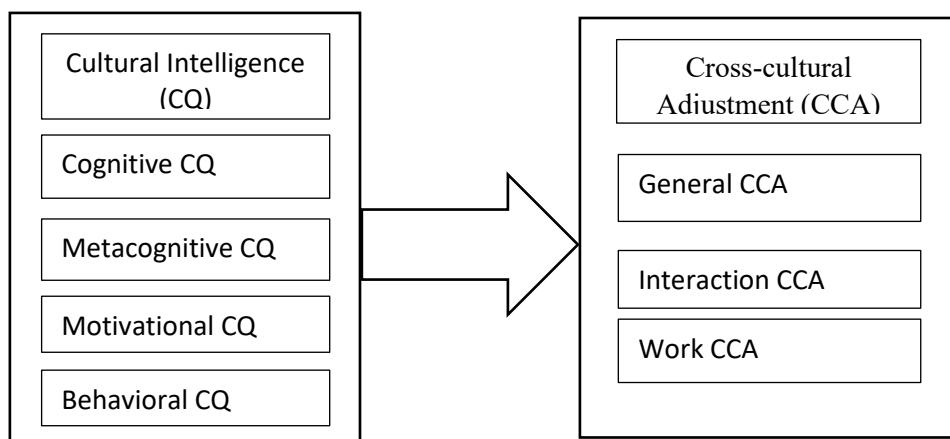 Cultural Intelligence
(CQ)
Cognitive CQ
Metacognitive CQ
Motivational CQ
Behavioral CQ
Cross-cultural
Adjustment (CCA)
General CCA
Interaction CCA
Work CCA